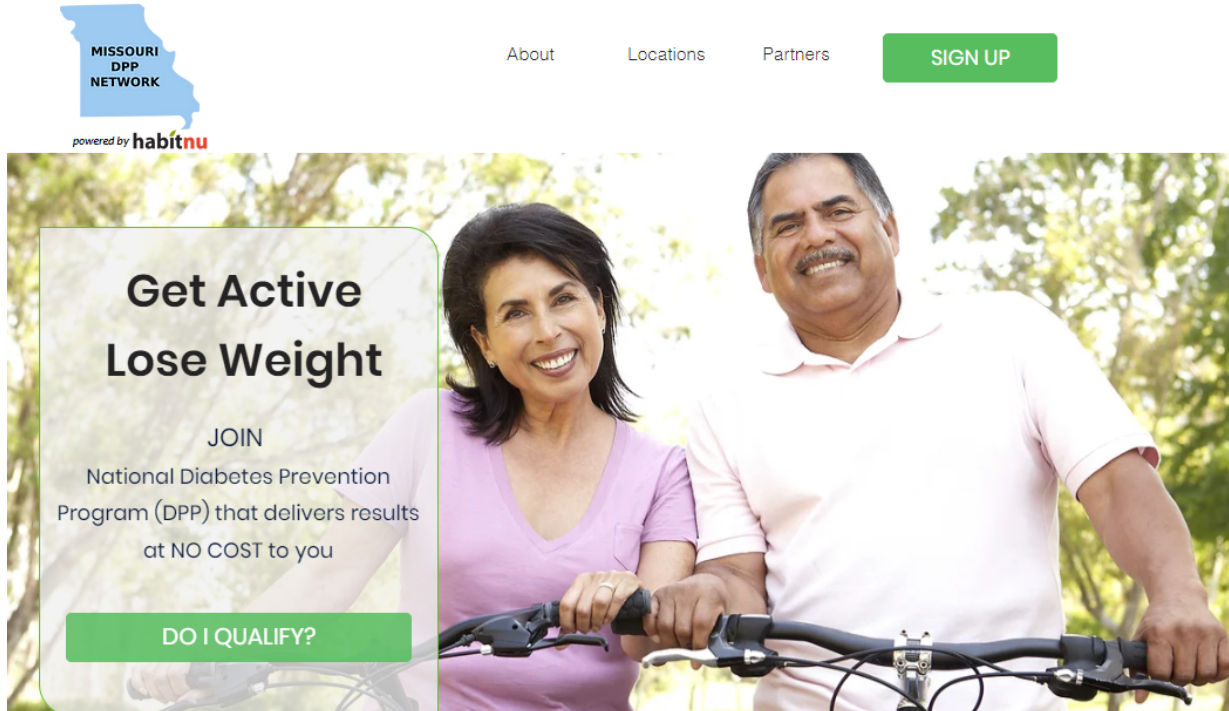 MISSOURI
DPP
NETWORK
powered by habitnu
About
Locations
Partners
SIGN UP
Get Active
Lose Weight
JOIN
National Diabetes Prevention
Program (DPP) that delivers results
at NO COST to you
DO I QUALIFY?